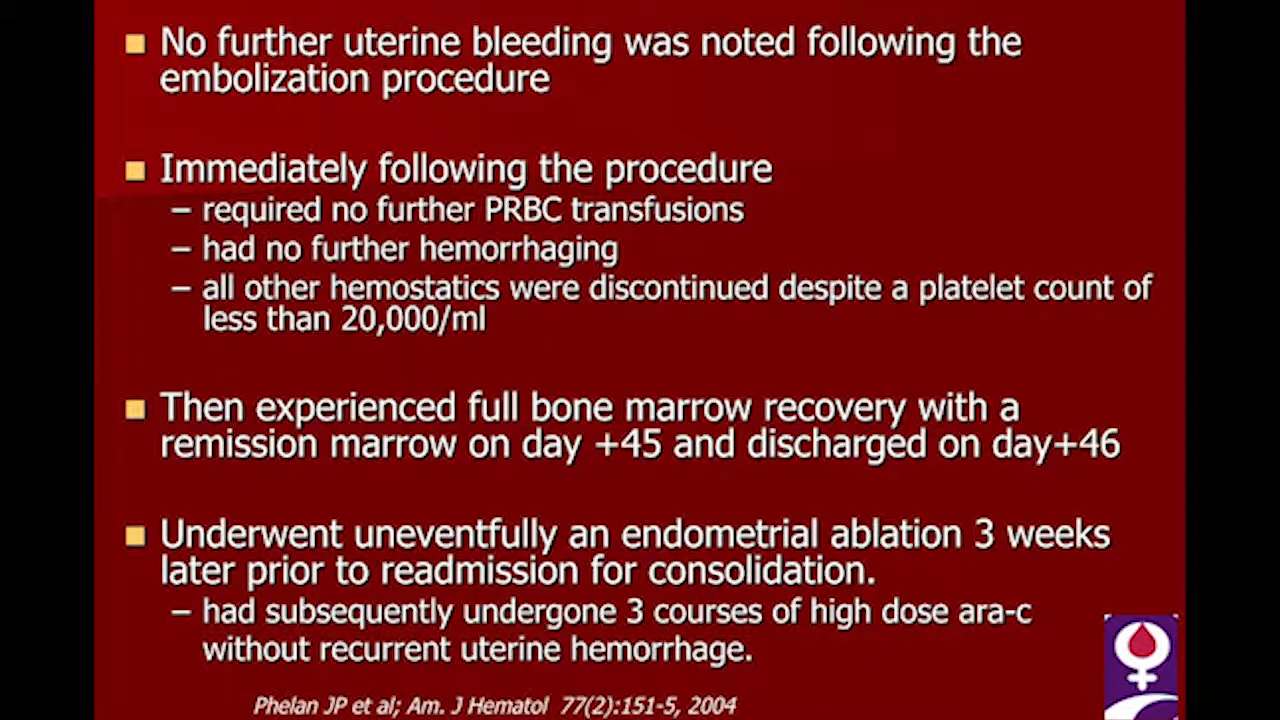 No further uterine bleeding was noted following the
embolization procedure
Immediately following the procedure
– required no further PRBC transfusions
– had no further hemorrhaging
– all other hemostatics were discontinued despite a platelet count of
less than 20,000/ml
Then experienced full bone marrow recovery with a
remission marrow on day +45 and discharged on day+46
Underwent uneventfully an endometrial ablation 3 weeks
later prior to readmission for consolidation.
– had subsequently undergone 3 courses of high dose ara-c
without recurrent uterine hemorrhage.
Phelan JP et al; Am. J Hematol 77(2):151-5, 2004